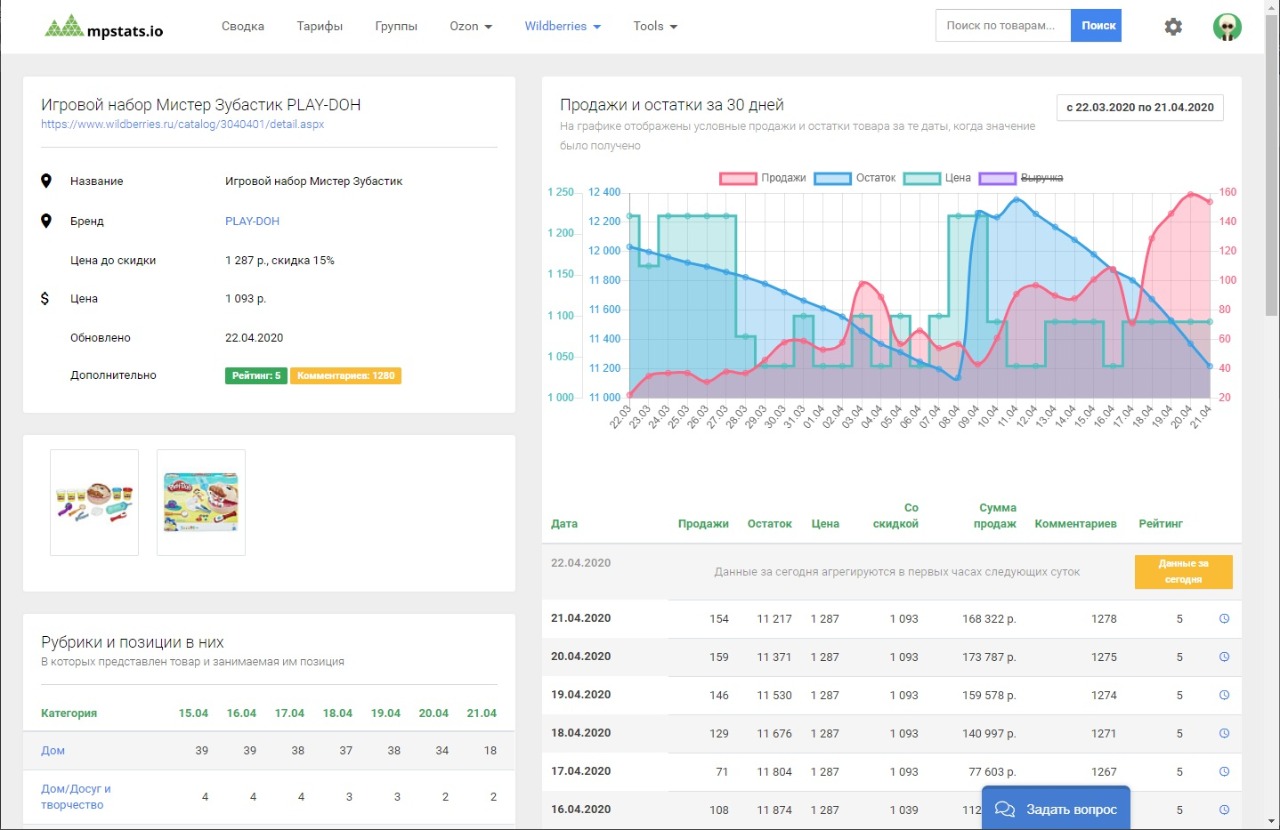 mpstats.io
Сводка Тарифы Группы Ozon Wildberries Tools
Поиск по товарам... Поиск
Игровой набор Мистер Зубастик PLAY-DOH
https://www.wildberries.ru/catalog/3040401/detail.aspx
Название Игровой набор Мистер Зубастик
Бренд PLAY-DOH
Цена до скидки 1 287 р., скидка 15%
Цена 1 093 р.
Обновлено 22.04.2020
Дополнительно Рейтинг: 5 Комментариев: 1280
Play-Doh
Рубрики и позиции в них
В которых представлен товар и занимаемая им позиция
Категория 15.04 16.04 17.04 18.04 19.04 20.04 21.04
Дом 39 39 38 37 38 34 18
Дом/Досуг и
творчество 4 4 4 3 3 2 2
Продажи и остатки за 30 дней
с 22.03.2020 по 21.04.2020
На графике отображены условные продажи и остатки товара за те даты, когда значение
было получено
Продажи Остаток Цена Выручка
1 250 12 400 160
12 200 140
1 200
12 000 120
1 150
11 800 100
1 100 11 600 80
11 400 60
1 050
11 200 40
1 000 11 000 20
22.03 23.03 24.03 25.03 26.03 27.03 28.03 29.03 30.03 31.03 01.04 02.04 03.04 04.04 05.04 06.04 07.04 08.04 09.04 10.04 11.04 12.04 13.04 14.04 15.04 16.04 17.04 18.04 19.04 20.04 21.04
Дата Продажи Остаток Цена Со
скидкой Сумма
продаж Комментариев Рейтинг
22.04.2020 Данные за сегодня агрегируются в первых часах следующих суток Данные за
сегодня
21.04.2020 154 11 217 1 287 1 093 168 322 р. 1278 5
20.04.2020 159 11 371 1 287 1 093 173 787 р. 1275 5
19.04.2020 146 11 530 1 287 1 093 159 578 р. 1274 5
18.04.2020 129 11 676 1 287 1 093 140 997 р. 1271 5
17.04.2020 71 11 804 1 287 1 093 77 603 р. 1267 5
16.04.2020 108 11 874 1 287 1 039 112 5
Задать вопрос